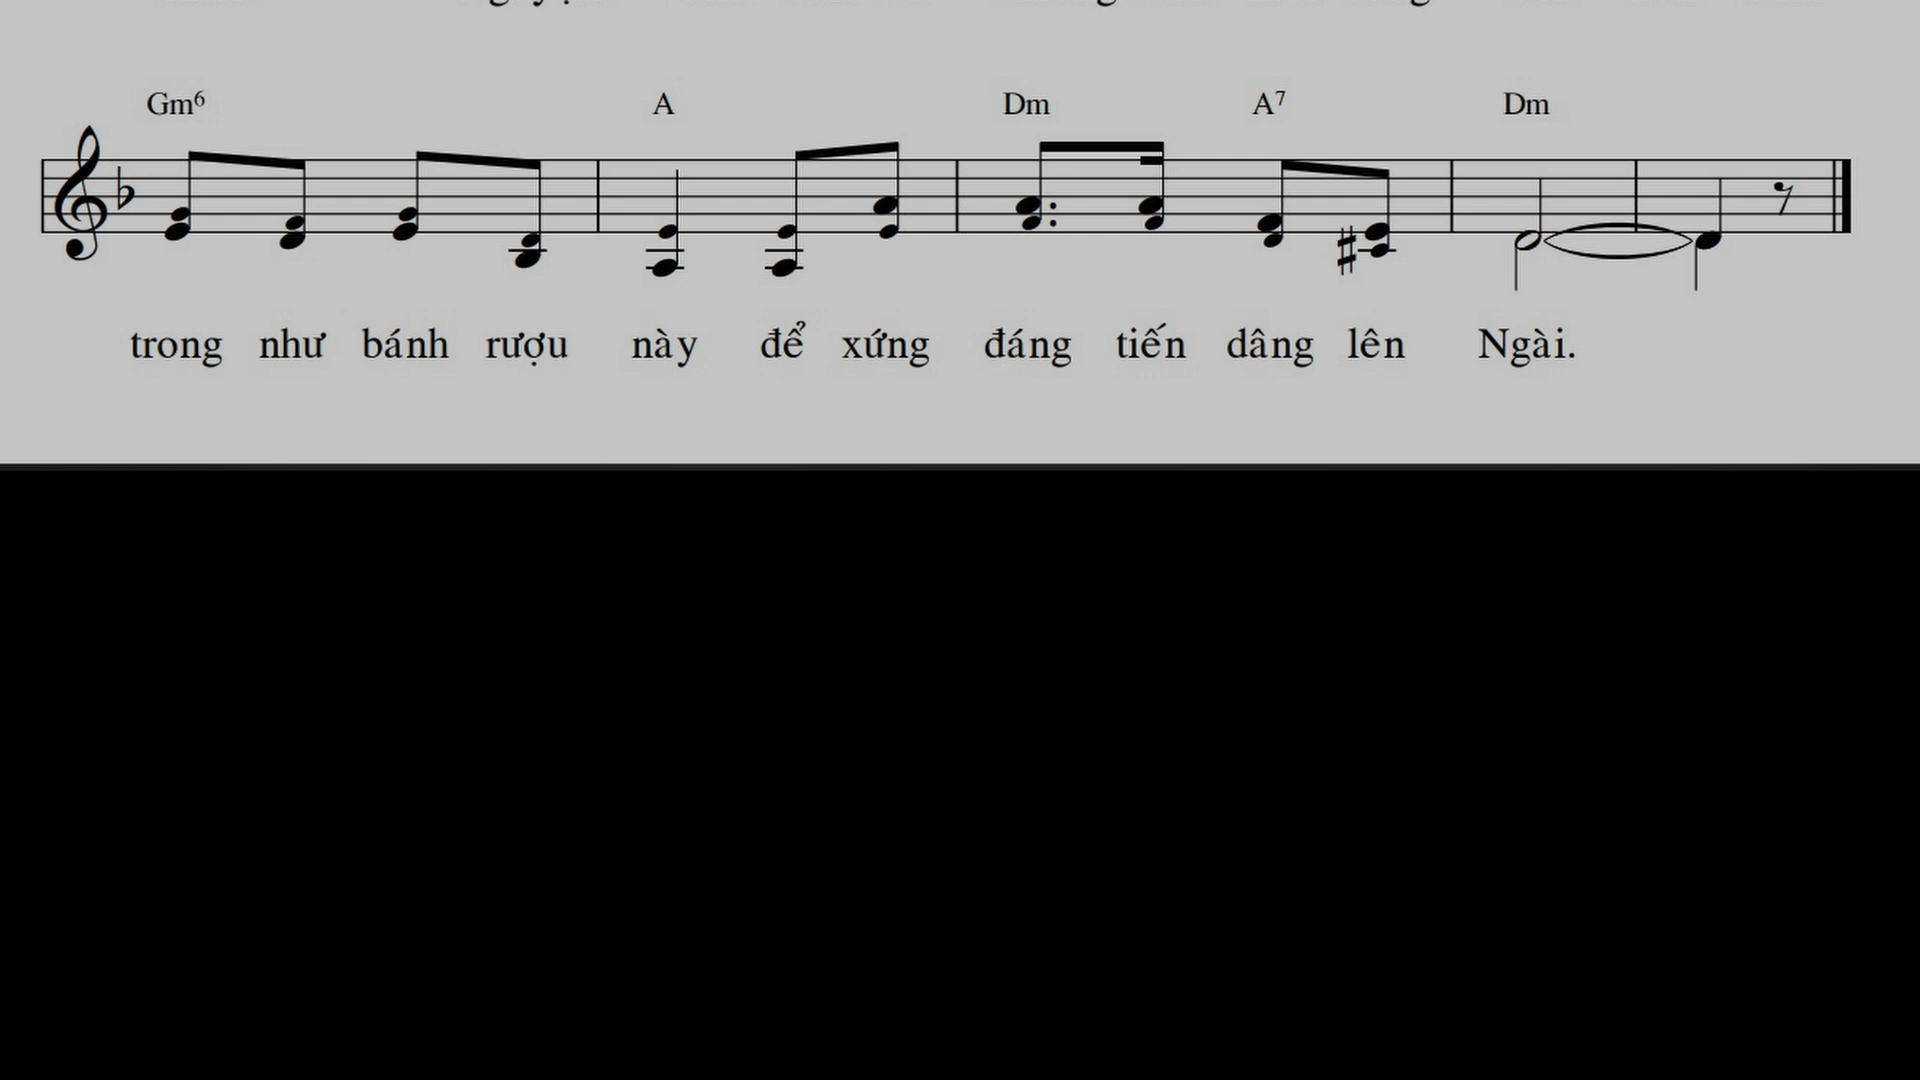 Gm⁶ A Dm A⁷ Dm
trong như bánh rượu này để xứng đáng tiến dâng lên Ngài.